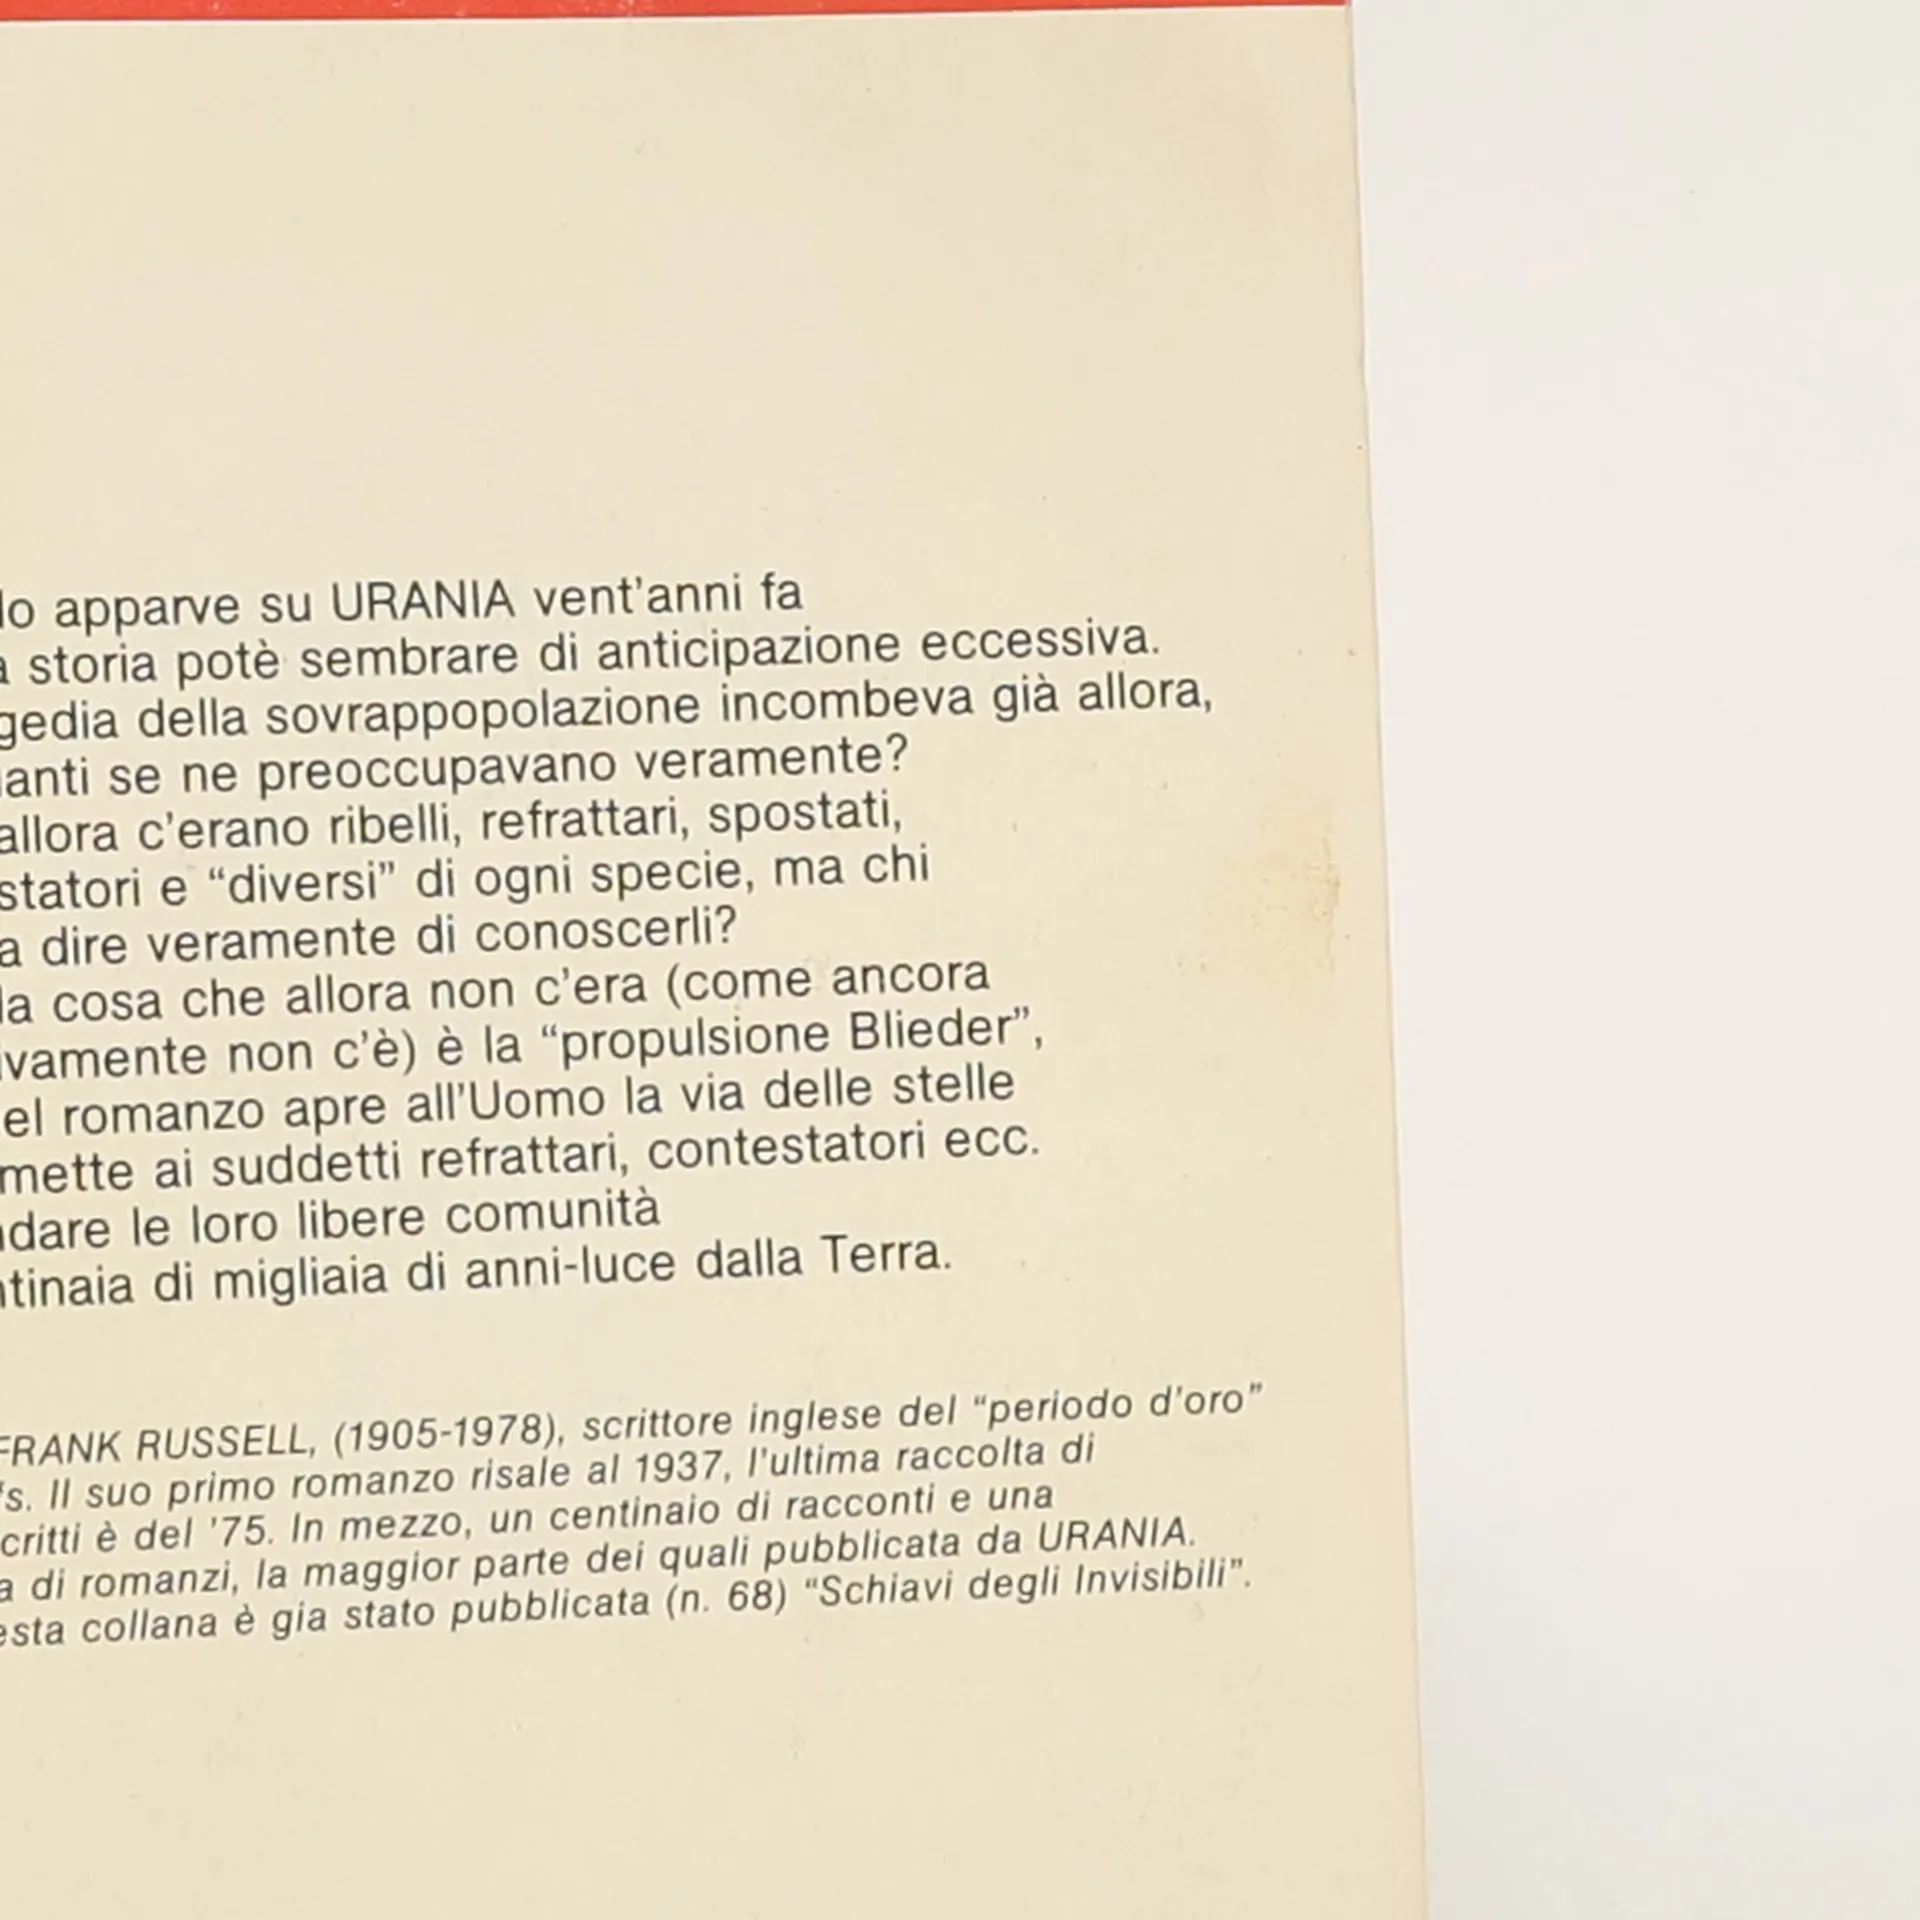 lo apparve su URANIA vent'anni fa
a storia potè sembrare di anticipazione eccessiva.
gedia della sovrappopolazione incombeva già allora,
anti se ne preoccupavano veramente?
allora c'erano ribelli, refrattari, spostati,
statori e “diversi” di ogni specie, ma chi
a dire veramente di conoscerli?
la cosa che allora non c'era (come ancora
ivamente non c'è) è la “propulsione Blieder”,
el romanzo apre all'Uomo la via delle stelle
mette ai suddetti refrattari, contestatori ecc.
dare le loro libere comunità
ntinaia di migliaia di anni-luce dalla Terra.
FRANK RUSSELL, (1905-1978), scrittore inglese del “periodo d'oro”
's. Il suo primo romanzo risale al 1937, l'ultima raccolta di
critti è del '75. In mezzo, un centinaio di racconti e una
a di romanzi, la maggior parte dei quali pubblicata da URANIA.
esta collana è gia stato pubblicata (n. 68) “Schiavi degli Invisibili”.